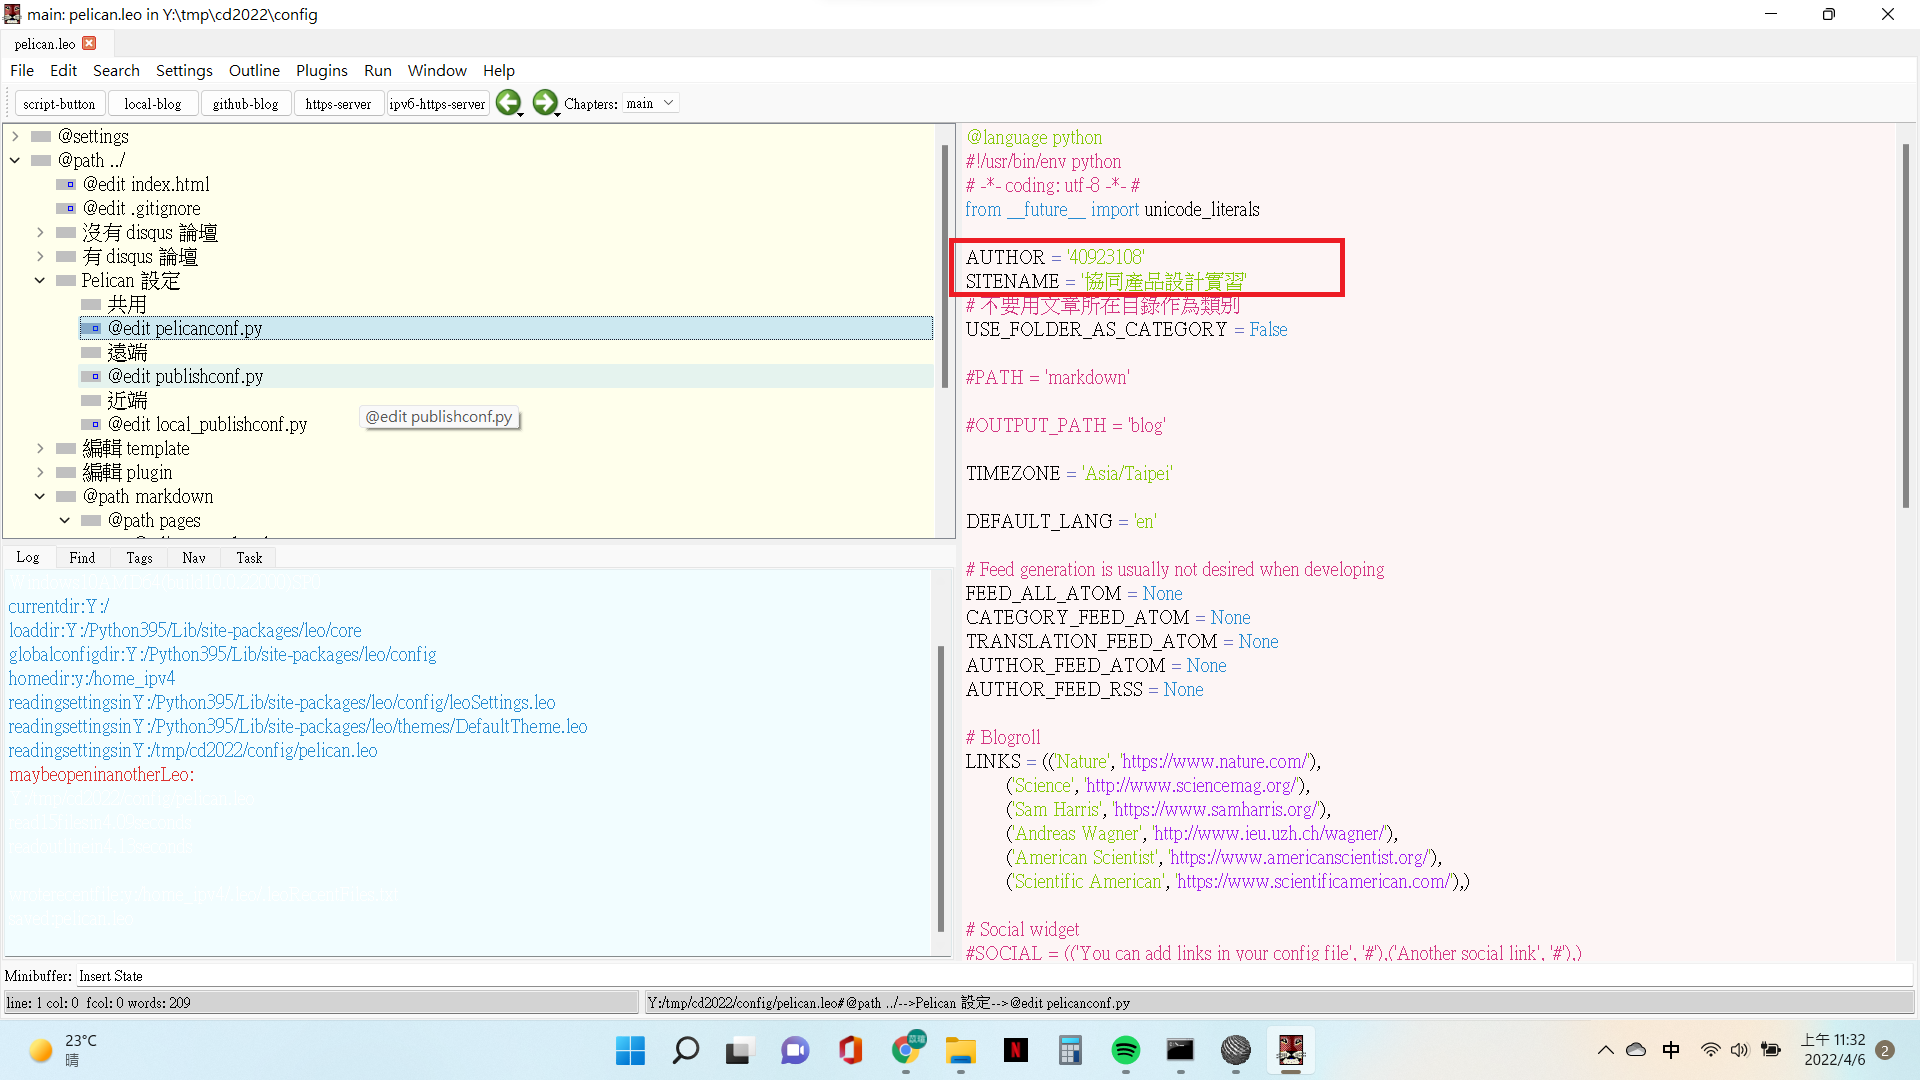 main: pelican.leo in Y:\tmp\cd2022\config
pelican.leo
File Edit Search Settings Outline Plugins Run Window Help
script-button local-blog github-blog https-server ipv6-https-server Chapters: main
@settings
@path ../
@edit index.html
@edit .gitignore
沒有 disqus 論壇
有 disqus 論壇
Pelican 設定
共用
@edit pelicanconf.py
遠端
@edit publishconf.py
近端
@edit local_publishconf.py
@edit publishconf.py
編輯 template
編輯 plugin
@path markdown
@path pages
Log Find Tags Nav Task
currentdir:Y:/
loaddir:Y:/Python395/Lib/site-packages/leo/core
globalconfigdir:Y:/Python395/Lib/site-packages/leo/config
homedir:y:/home_ipv4
readingsettingsinY:/Python395/Lib/site-packages/leo/config/leoSettings.leo
readingsettingsinY:/Python395/Lib/site-packages/leo/themes/DefaultTheme.leo
readingsettingsinY:/tmp/cd2022/config/pelican.leo
maybeopeninanotherLeo:
@language python
#!/usr/bin/env python
# -*- coding: utf-8 -*- #
from __future__ import unicode_literals
AUTHOR = '40923108'
SITENAME = '協同產品設計實習'
# 不要用文章所在目錄作為類別
USE_FOLDER_AS_CATEGORY = False
#PATH = 'markdown'
#OUTPUT_PATH = 'blog'
TIMEZONE = 'Asia/Taipei'
DEFAULT_LANG = 'en'
# Feed generation is usually not desired when developing
FEED_ALL_ATOM = None
CATEGORY_FEED_ATOM = None
TRANSLATION_FEED_ATOM = None
AUTHOR_FEED_ATOM = None
AUTHOR_FEED_RSS = None
# Blogroll
LINKS = (('Nature', 'https://www.nature.com/'),
('Science', 'http://www.sciencemag.org/'),
('Sam Harris', 'https://www.samharris.org/'),
('Andreas Wagner', 'http://www.ieu.uzh.ch/wagner/'),
('American Scientist', 'https://www.americanscientist.org/'),
('Scientific American', 'https://www.scientificamerican.com/'),)
# Social widget
#SOCIAL = (('You can add links in your config file', '#'),('Another social link', '#'),)
Minibuffer: Insert State
line: 1 col: 0 fcol: 0 words: 209
Y:/tmp/cd2022/config/pelican.leo#@path ../-->Pelican 設定-->@edit pelicanconf.py
23°C
晴
中
上午 11:32
2022/4/6
2